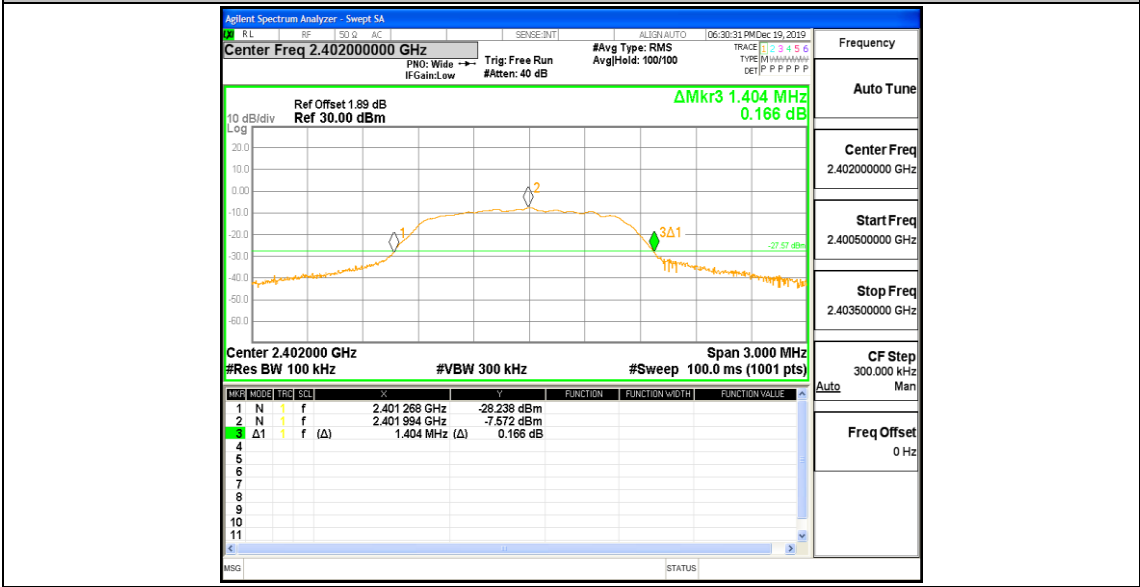 Agilent Spectrum Analyzer - Swept SA
RL RF 50 Ω AC SENSE:INT ALIGN AUTO 06:30:31 PM Dec 19, 2019
Center Freq 2.402000000 GHz
PNO: Wide
IFGain:Low
Trig: Free Run
#Atten: 40 dB
#Avg Type: RMS
Avg|Hold: 100/100
TRACE 1 2 3 4 5 6
TYPE M WWWWW
DET P P P P P P
ΔMkr3 1.404 MHz
0.166 dB
Ref Offset 1.89 dB
10 dB/div Ref 30.00 dBm
Log
20.0
10.0
0.00
-10.0
-20.0
-30.0
-40.0
-50.0
-60.0
1
2
3Δ1
-27.57 dBm
Center 2.402000 GHz Span 3.000 MHz
#Res BW 100 kHz #VBW 300 kHz #Sweep 100.0 ms (1001 pts)
MKR MODE TRC SCL X Y FUNCTION FUNCTION WIDTH FUNCTION VALUE
1 N 1 f 2.401 268 GHz -28.238 dBm
2 N 1 f 2.401 994 GHz -7.572 dBm
3 Δ1 1 f (Δ) 1.404 MHz (Δ) 0.166 dB
4
5
6
7
8
9
10
11
MSG STATUS
Frequency
Auto Tune
Center Freq
2.402000000 GHz
Start Freq
2.400500000 GHz
Stop Freq
2.403500000 GHz
CF Step
300.000 kHz
Auto Man
Freq Offset
0 Hz